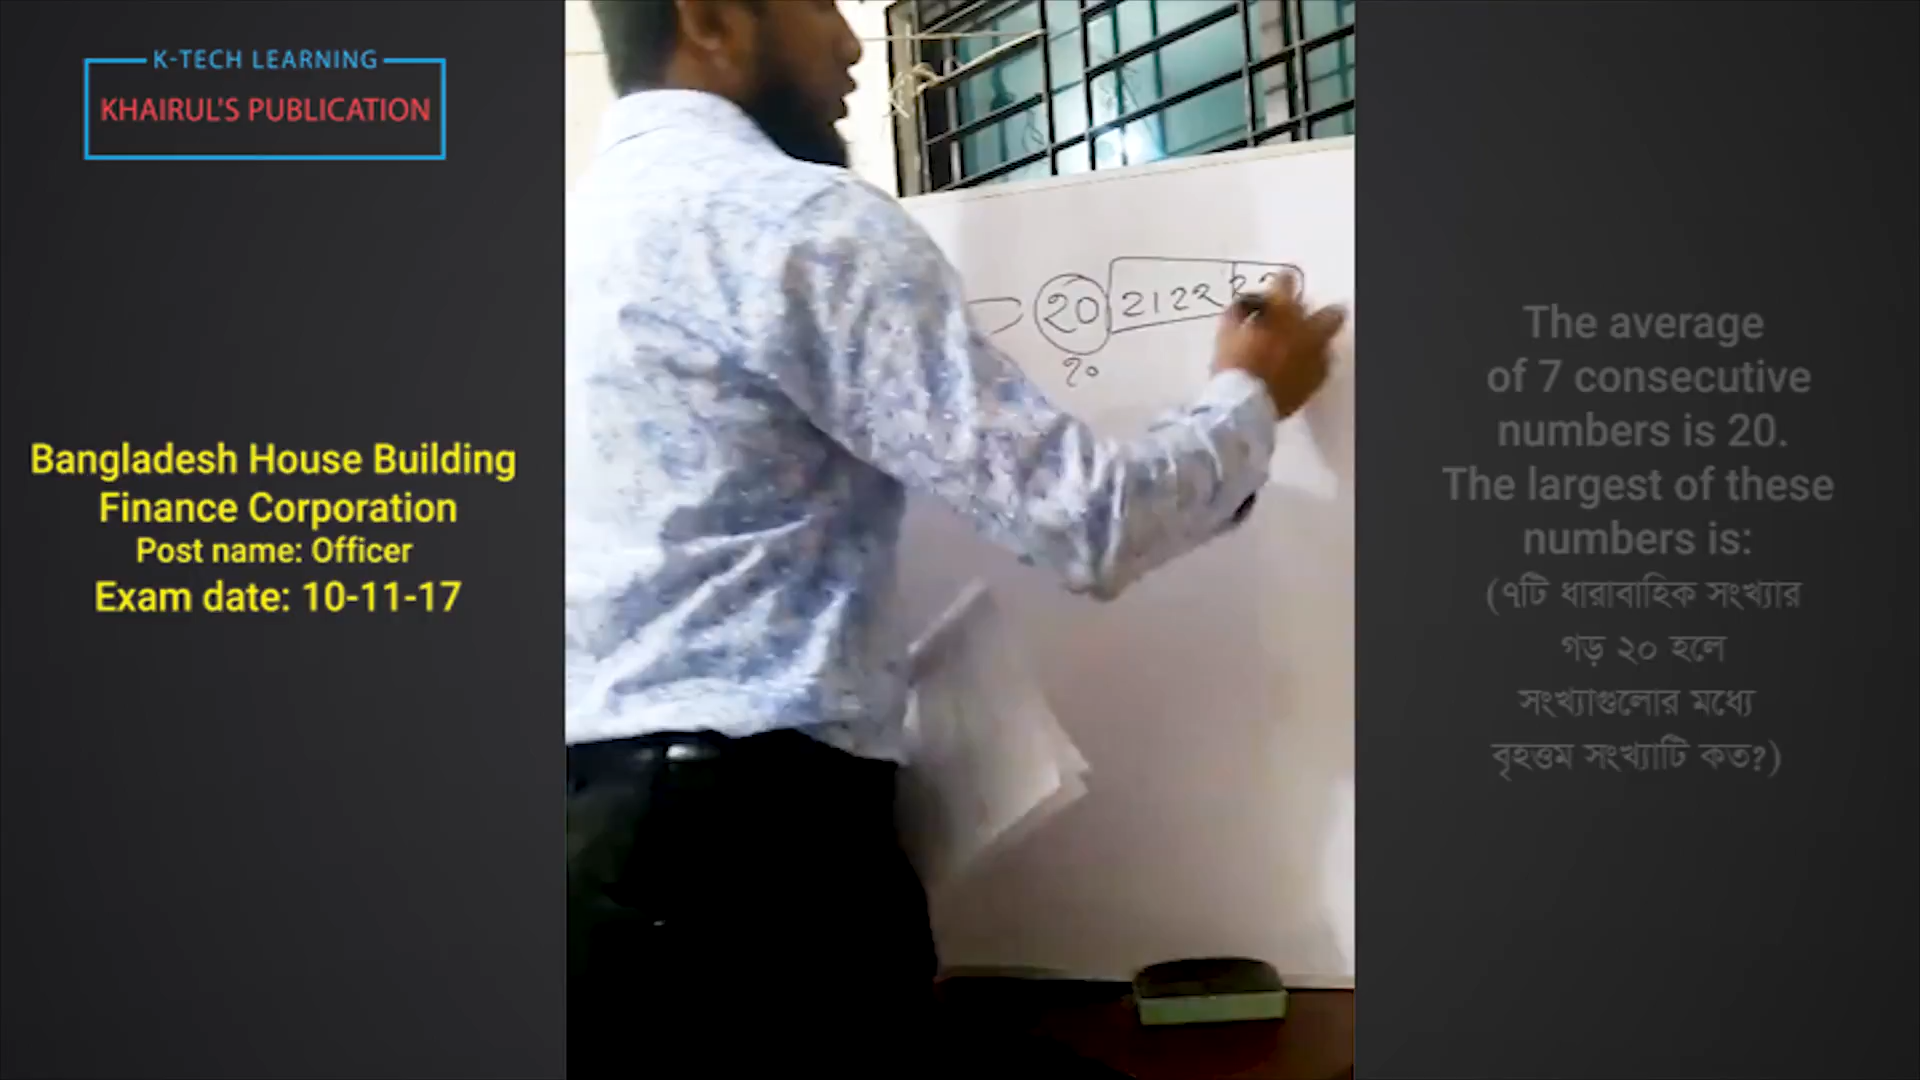 K-TECH LEARNING
KHAIRUL'S PUBLICATION
Bangladesh House Building
Finance Corporation
Post name: Officer
Exam date: 10-11-17
20 21 22
২০
The average
of 7 consecutive
numbers is 20.
The largest of these
numbers is:
(৭টি ধারাবাহিক সংখ্যার
গড় ২০ হলে
সংখ্যাগুলোর মধ্যে
বৃহত্তম সংখ্যাটি কত?)